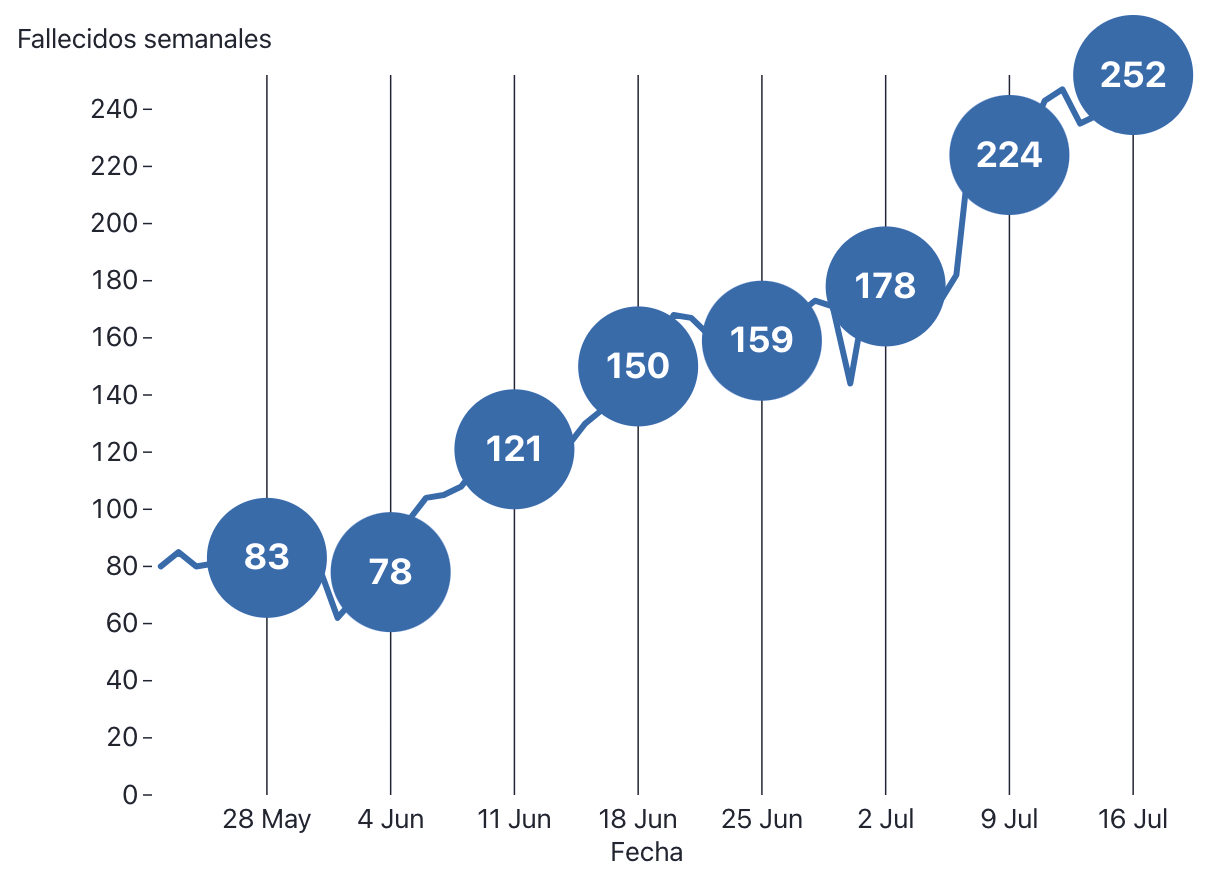 Fallecidos semanales
240
220
200
180
160
140
120
100
80
60
40
20
0
83
78
121
150
159
178
224
252
28 May
4 Jun
11 Jun
18 Jun
25 Jun
2 Jul
9 Jul
16 Jul
Fecha